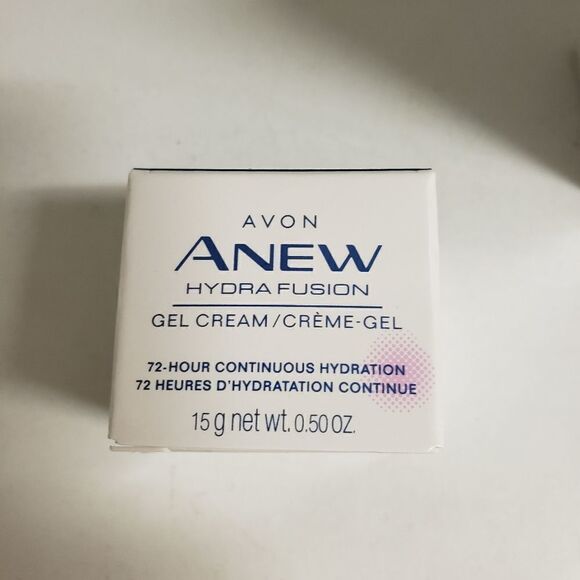 AVON
ANEW
HYDRA FUSION
GEL CREAM/CRÈME-GEL
72-HOUR CONTINUOUS HYDRATION
72 HEURES D'HYDRATATION CONTINUE
15 g net wt. 0.50 OZ.